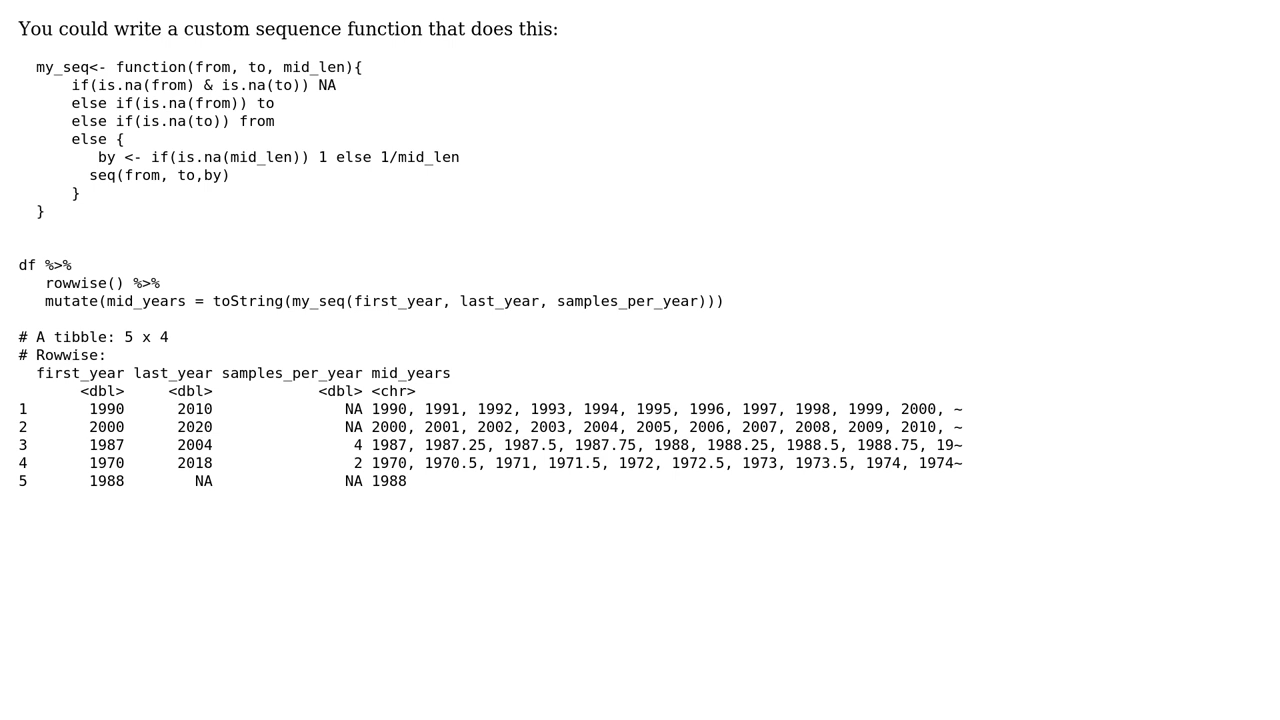 You could write a custom sequence function that does this:
  my_seq<- function(from, to, mid_len){
      if(is.na(from) & is.na(to)) NA
      else if(is.na(from)) to
      else if(is.na(to)) from
      else {
         by <- if(is.na(mid_len)) 1 else 1/mid_len
        seq(from, to,by)
      }
  }
df %>%
   rowwise() %>%
   mutate(mid_years = toString(my_seq(first_year, last_year, samples_per_year)))
# A tibble: 5 x 4
# Rowwise:
  first_year last_year samples_per_year mid_years
       <dbl>     <dbl>            <dbl> <chr>
1       1990      2010               NA 1990, 1991, 1992, 1993, 1994, 1995, 1996, 1997, 1998, 1999, 2000, ~
2       2000      2020               NA 2000, 2001, 2002, 2003, 2004, 2005, 2006, 2007, 2008, 2009, 2010, ~
3       1987      2004                4 1987, 1987.25, 1987.5, 1987.75, 1988, 1988.25, 1988.5, 1988.75, 19~
4       1970      2018                2 1970, 1970.5, 1971, 1971.5, 1972, 1972.5, 1973, 1973.5, 1974, 1974~
5       1988        NA               NA 1988